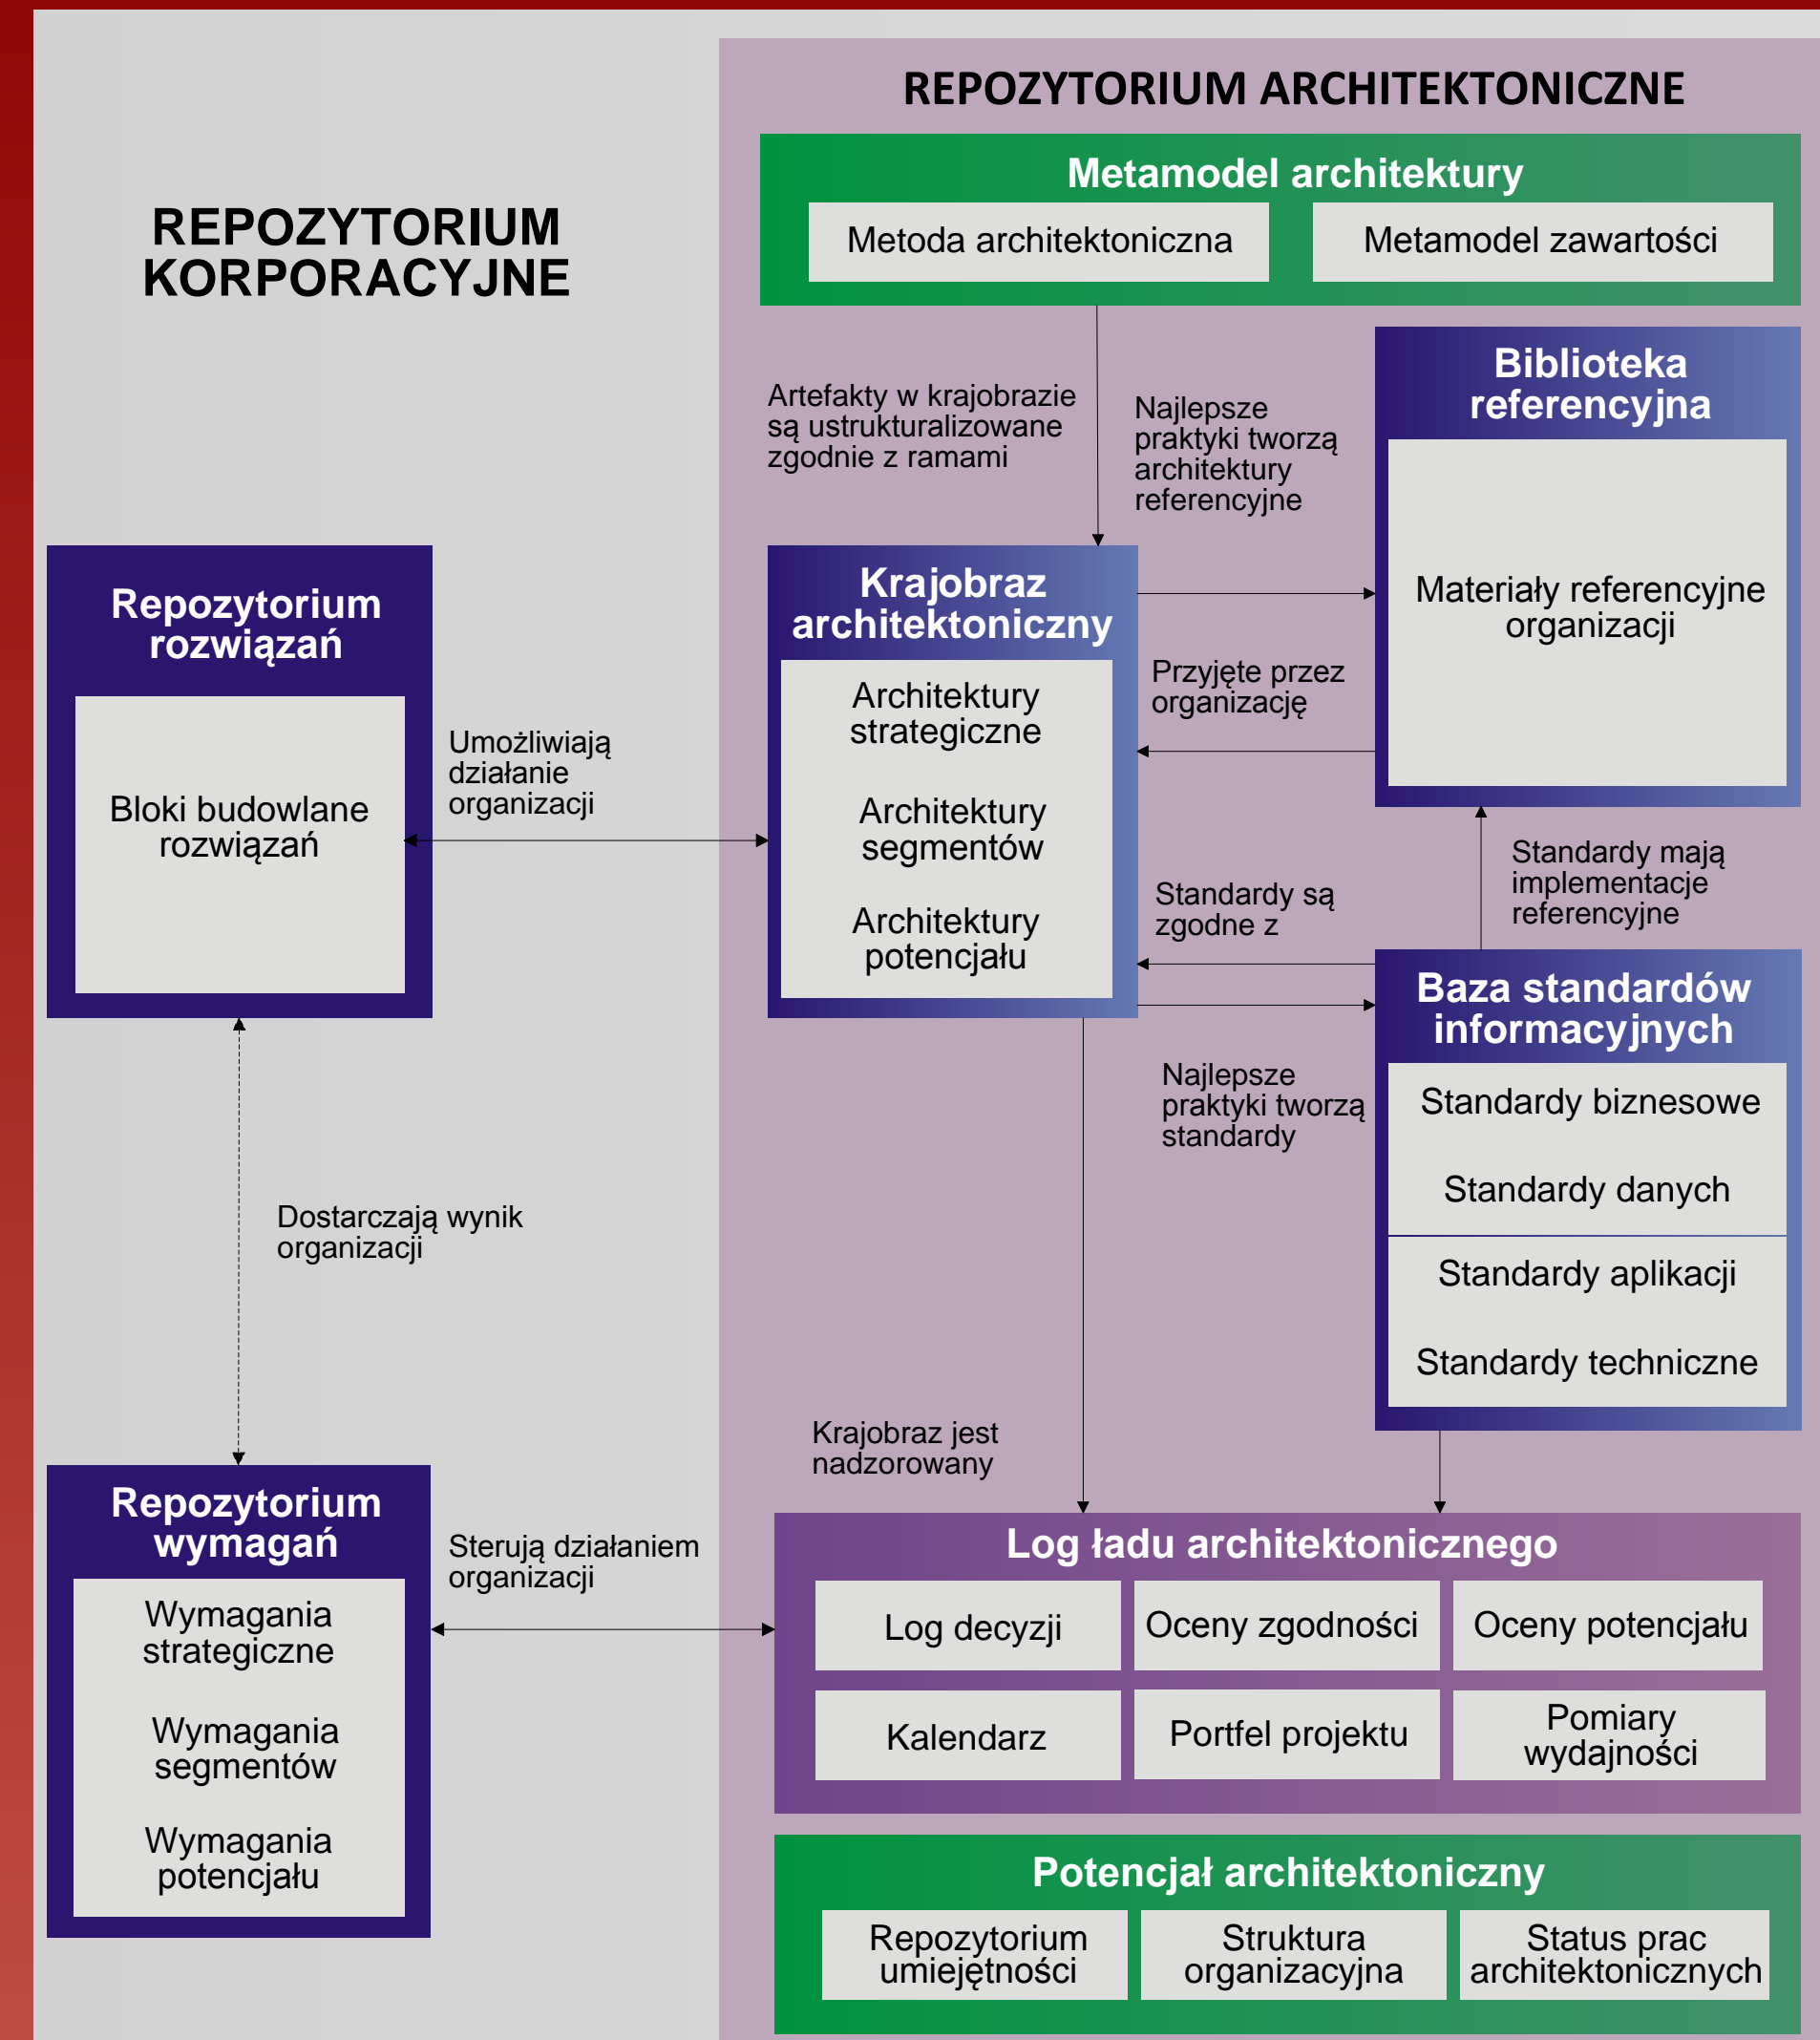 REPOZYTORIUM ARCHITEKTONICZNE
Metamodel architektury
Metoda architektoniczna
Metamodel zawartości
REPOZYTORIUM
KORPORACYJNE
Biblioteka
referencyjna
Materiały referencyjne
organizacji
Artefakty w krajobrazie
są ustrukturalizowane
zgodnie z ramami
Najlepsze
praktyki tworzą
architektury
referencyjne
Repozytorium
rozwiązań
Bloki budowlane
rozwiązań
Umożliwiają
działanie
organizacji
Krajobraz
architektoniczny
Architektury
strategiczne
Architektury
segmentów
Architektury
potencjału
Przyjęte przez
organizację
Standardy są
zgodne z
Standardy mają
implementacje
referencyjne
Baza standardów
informacyjnych
Standardy biznesowe
Standardy danych
Standardy aplikacji
Standardy techniczne
Najlepsze
praktyki tworzą
standardy
Dostarczają wynik
organizacji
Krajobraz jest
nadzorowany
Repozytorium
wymagań
Wymagania
strategiczne
Wymagania
segmentów
Wymagania
potencjału
Sterują działaniem
organizacji
Log ładu architektonicznego
Log decyzji
Oceny zgodności
Oceny potencjału
Kalendarz
Portfel projektu
Pomiary
wydajności
Potencjał architektoniczny
Repozytorium
umiejętności
Struktura
organizacyjna
Status prac
architektonicznych